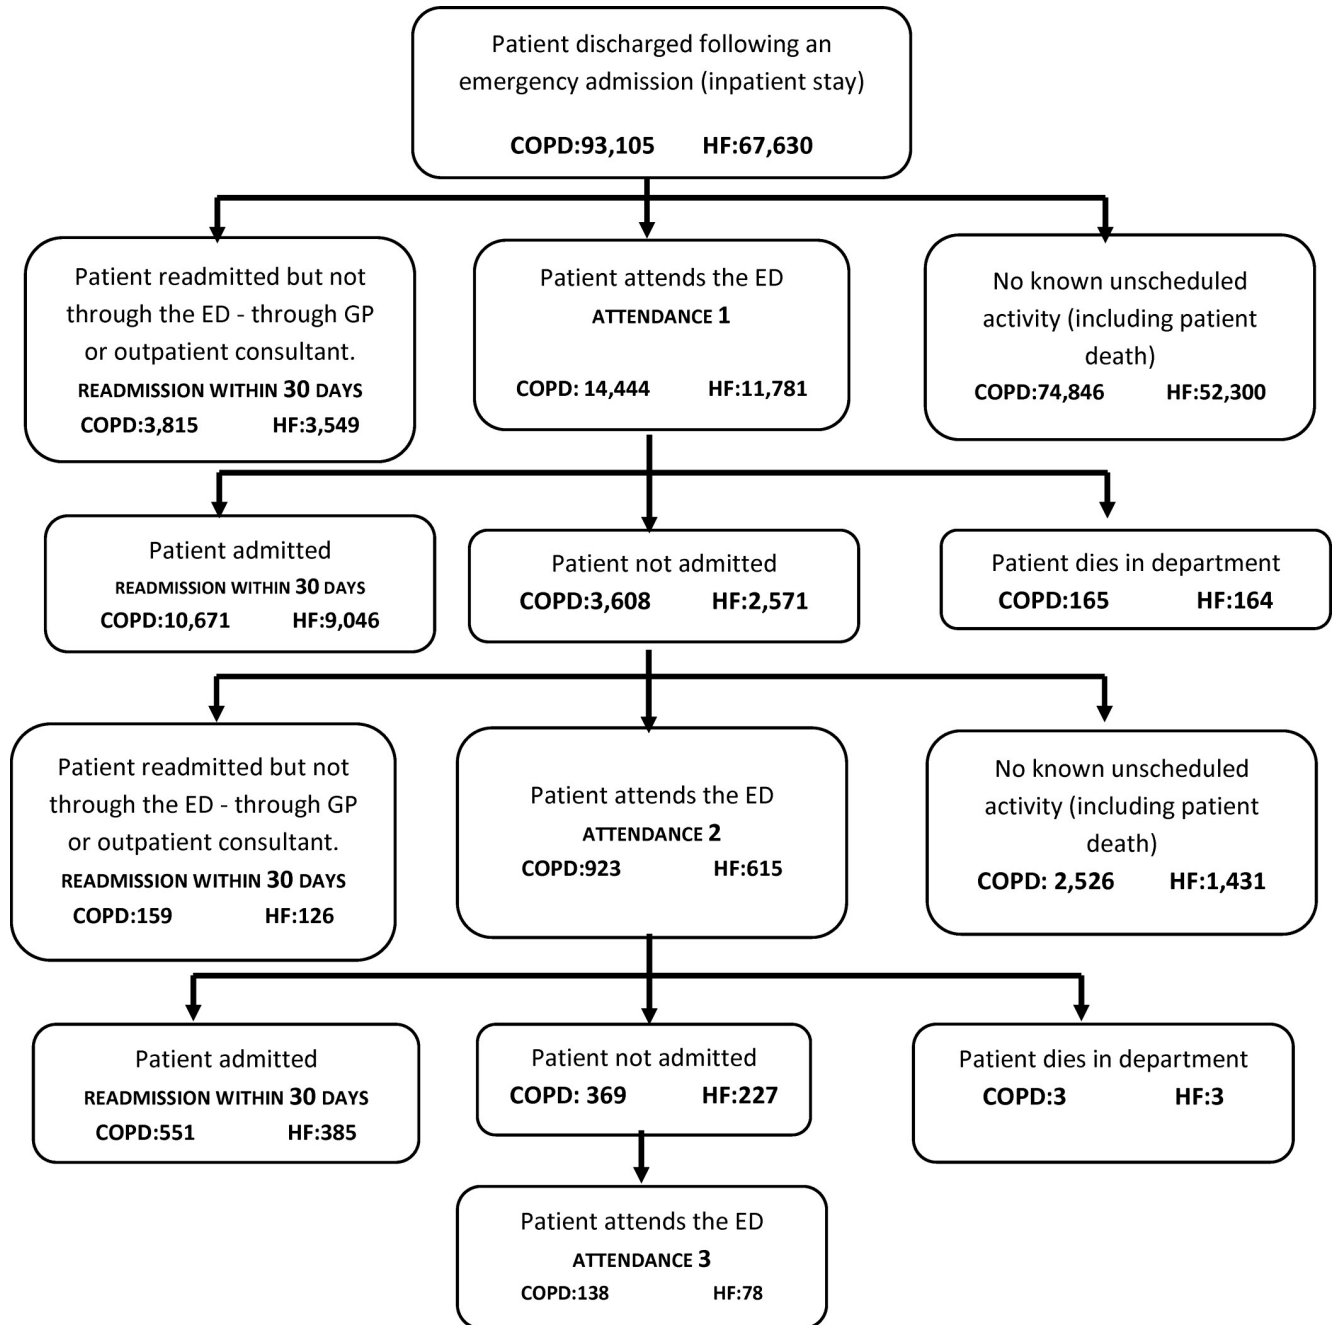 Patient discharged following an
emergency admission (inpatient stay)
COPD:93,105 HF:67,630
Patient readmitted but not
through the ED - through GP
or outpatient consultant.
READMISSION WITHIN 30 DAYS
COPD:3,815 HF:3,549
Patient attends the ED
ATTENDANCE 1
COPD: 14,444 HF:11,781
No known unscheduled
activity (including patient
death)
COPD:74,846 HF:52,300
Patient admitted
READMISSION WITHIN 30 DAYS
COPD:10,671 HF:9,046
Patient not admitted
COPD:3,608 HF:2,571
Patient dies in department
COPD:165 HF:164
Patient readmitted but not
through the ED - through GP
or outpatient consultant.
READMISSION WITHIN 30 DAYS
COPD:159 HF:126
Patient attends the ED
ATTENDANCE 2
COPD:923 HF:615
No known unscheduled
activity (including patient
death)
COPD: 2,526 HF:1,431
Patient admitted
READMISSION WITHIN 30 DAYS
COPD:551 HF:385
Patient not admitted
COPD: 369 HF:227
Patient dies in department
COPD:3 HF:3
Patient attends the ED
ATTENDANCE 3
COPD:138 HF:78